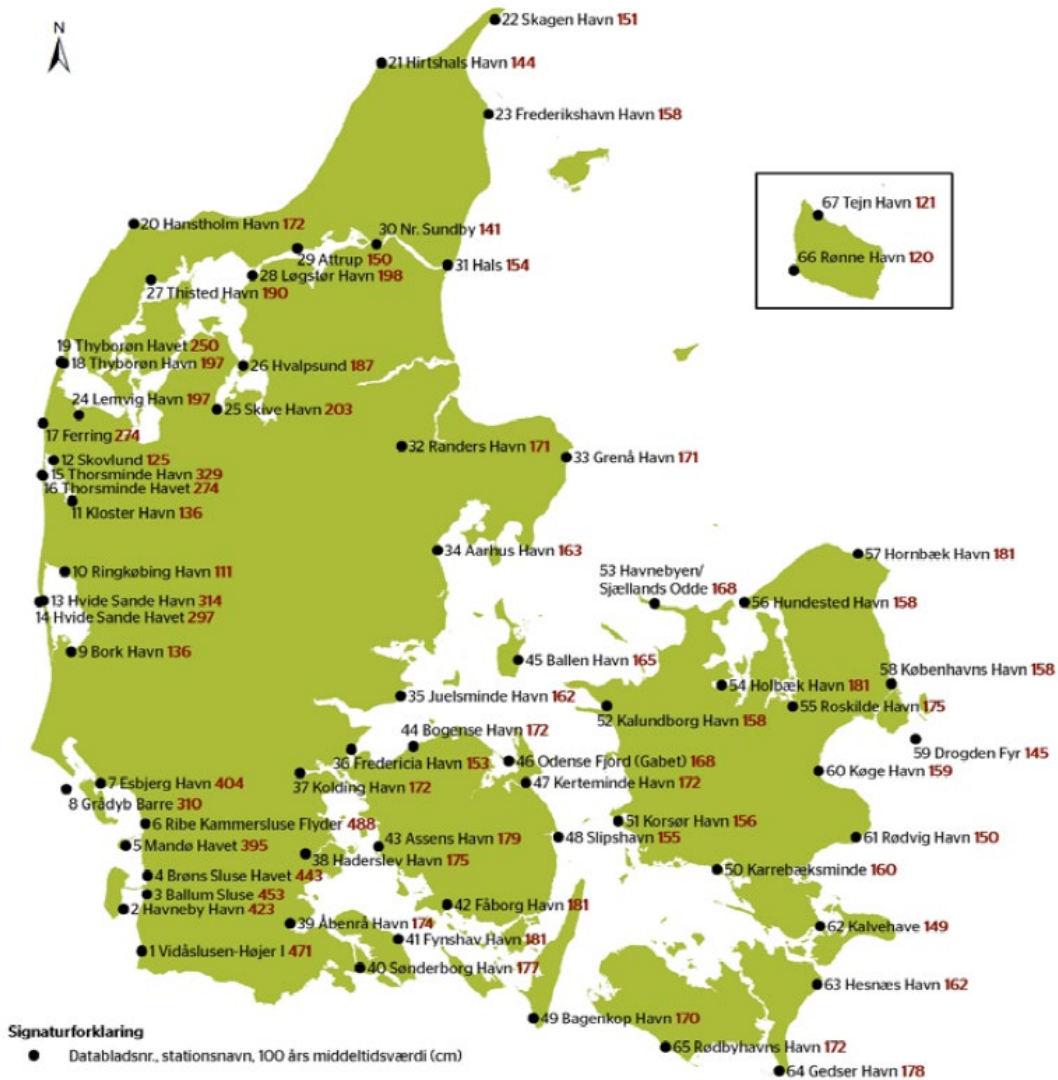 N
22 Skagen Havn 151
21 Hirtshals Havn 144
23 Frederikshavn Havn 158
67 Tejn Havn 121
66 Rønne Havn 120
20 Hanstholm Havn 172
30 Nr. Sundby 141
29 Attrup 150
31 Hals 154
28 Løgstør Havn 198
27 Thisted Havn 190
19 Thyborøn Havet 250
18 Thyborøn Havn 197
26 Hvalpsund 187
24 Lemvig Havn 197
25 Skive Havn 203
17 Ferring 274
32 Randers Havn 171
33 Grenå Havn 171
12 Skovlund 125
15 Thorsminde Havn 329
16 Thorsminde Havet 274
11 Kloster Havn 136
34 Aarhus Havn 163
57 Hornbæk Havn 181
10 Ringkøbing Havn 111
53 Havnebyen/
Sjællands Odde 168
13 Hvide Sande Havn 314
14 Hvide Sande Havet 297
56 Hundested Havn 158
9 Bork Havn 136
45 Ballen Havn 165
58 Københavns Havn 158
54 Holbæk Havn 181
35 Juelsminde Havn 162
55 Roskilde Havn 175
52 Kalundborg Havn 158
44 Bogense Havn 172
59 Drogden Fyr 145
36 Fredericia Havn 153
46 Odense Fjord (Gabet) 168
60 Køge Havn 159
37 Kolding Havn 172
47 Kerteminde Havn 172
7 Esbjerg Havn 404
8 Grådyb Barre 310
6 Ribe Kammersluse Flyder 488
51 Korsør Havn 156
43 Assens Havn 179
48 Slipshavn 155
61 Rødvig Havn 150
5 Mandø Havet 395
38 Haderslev Havn 175
50 Karrebæksminde 160
4 Brøns Sluse Havet 443
3 Ballum Sluse 453
2 Havneby Havn 423
42 Fåborg Havn 181
39 Åbenrå Havn 174
62 Kalvehave 149
41 Fynshav Havn 181
1 Vidåslusen-Højer I 471
40 Sønderborg Havn 177
63 Hesnæs Havn 162
49 Bagenkop Havn 170
65 Rødbyhavns Havn 172
64 Gedser Havn 178
Signaturforklaring
Databladsnr., stationsnavn, 100 års middeltidsværdi (cm)